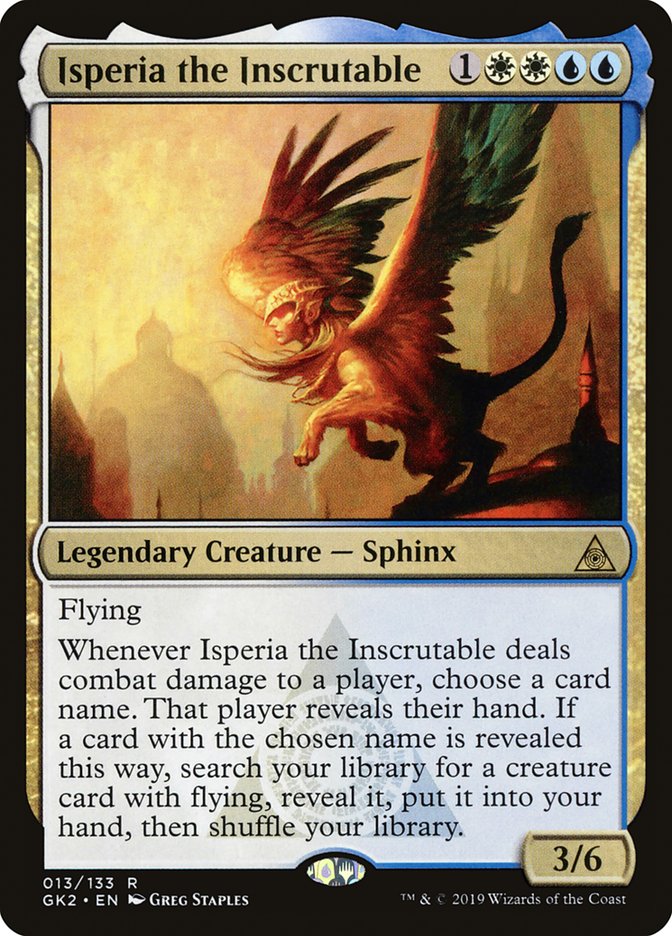 Isperia the Inscrutable 1
Legendary Creature — Sphinx
Flying
Whenever Isperia the Inscrutable deals
combat damage to a player, choose a card
name. That player reveals their hand. If
a card with the chosen name is revealed
this way, search your library for a creature
card with flying, reveal it, put it into your
hand, then shuffle your library.
3/6
013/133 R
GK2 • EN Greg Staples
™ & © 2019 Wizards of the Coast